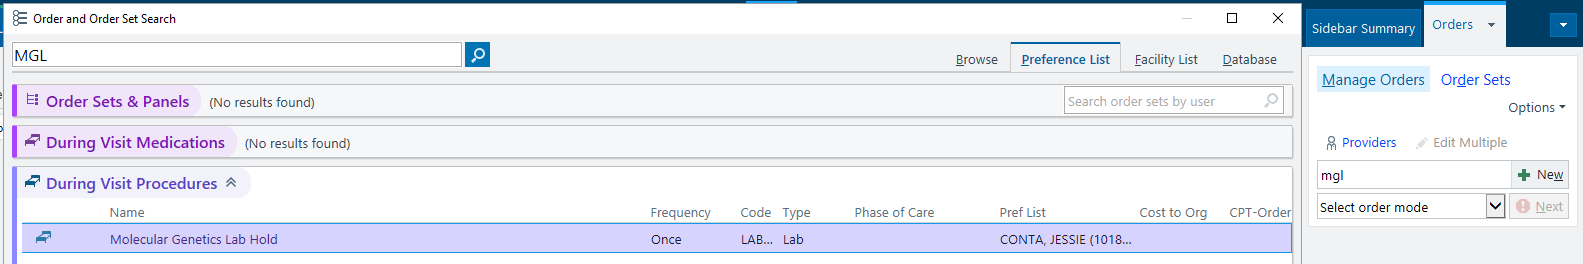 Order and Order Set Search
Sidebar Summary
Orders
MGL
Browse
Preference List
Facility List
Database
Manage Orders
Order Sets
Order Sets & Panels (No results found)
Search order sets by user
Options
During Visit Medications (No results found)
Providers
Edit Multiple
mgl
New
During Visit Procedures
Select order mode
Next
Name Frequency Code Type Phase of Care Pref List Cost to Org CPT-Order
Molecular Genetics Lab Hold Once LAB... Lab CONTA, JESSIE (1018...